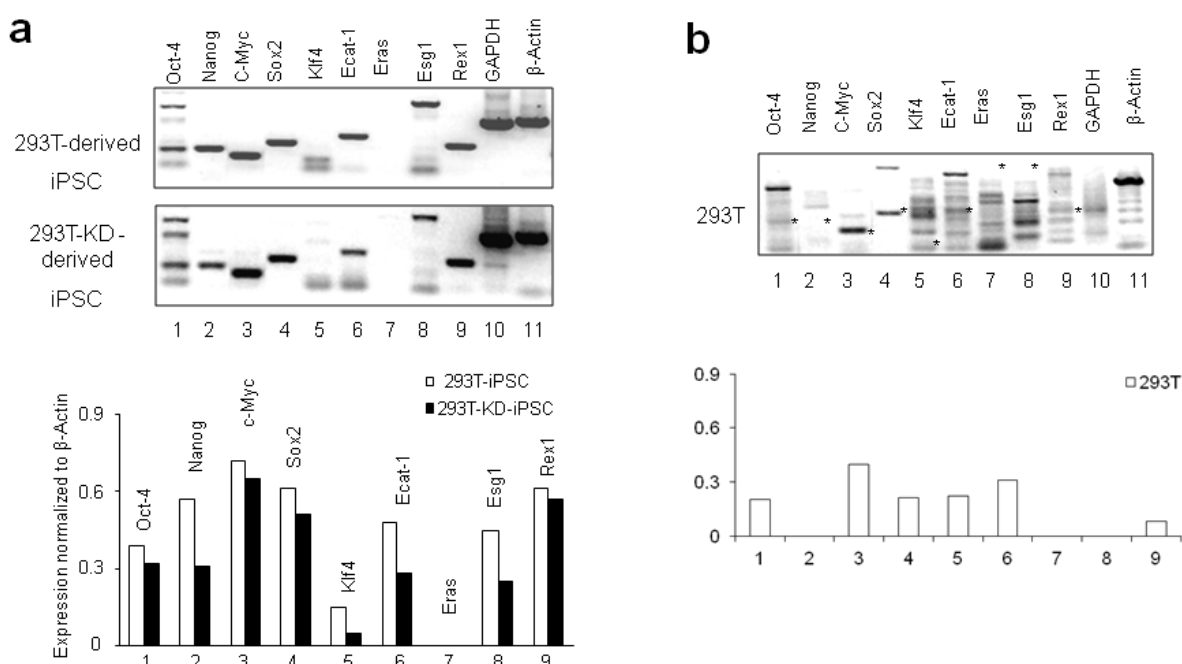 a
Oct-4 Nanog C-Myc Sox2 Klf4 Ecat-1 Eras Esg1 Rex1 GAPDH β-Actin
293T-derived
iPSC
293T-KD-
derived
iPSC
1 2 3 4 5 6 7 8 9 10 11
293T-iPSC
293T-KD-iPSC
Expression normalized to β-Actin
0.9
0.6
0.3
0
Oct-4 Nanog c-Myc Sox2 Klf4 Ecat-1 Eras Esg1 Rex1
1 2 3 4 5 6 7 8 9
b
Oct-4 Nanog C-Myc Sox2 Klf4 Ecat-1 Eras Esg1 Rex1 GAPDH β-Actin
293T
* * * * * * * * *
1 2 3 4 5 6 7 8 9 10 11
293T
0.9
0.6
0.3
0
1 2 3 4 5 6 7 8 9